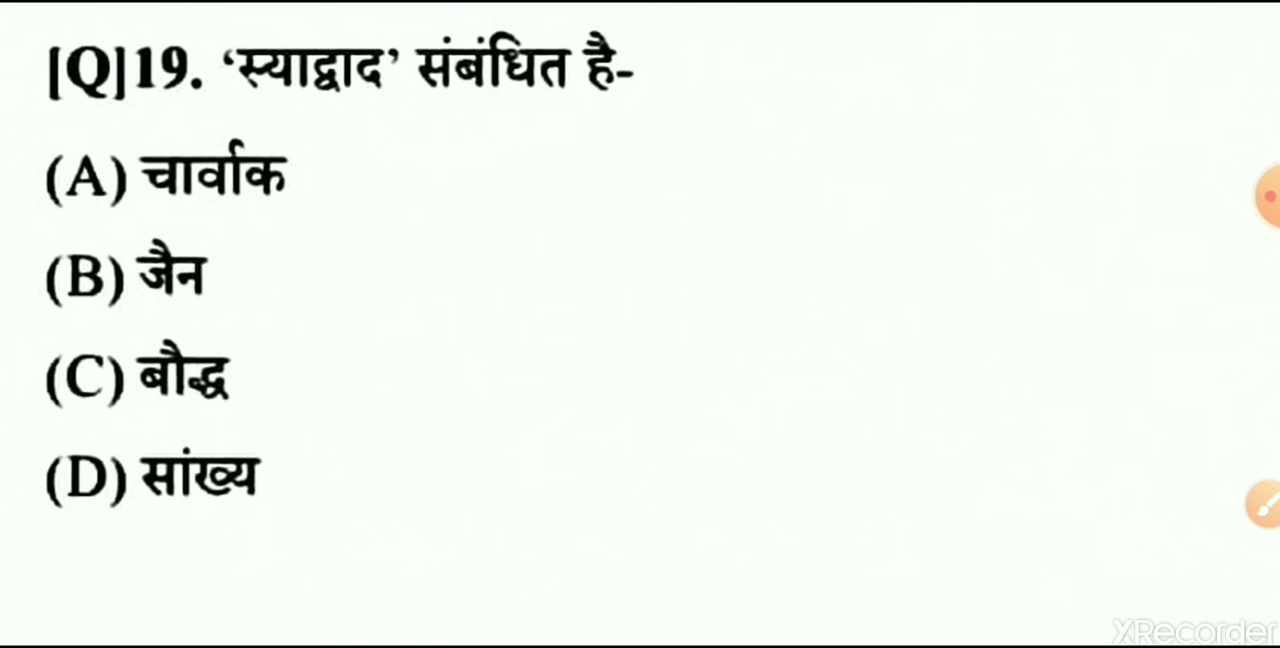 [Q]19. ‘स्याद्वाद’ संबंधित है-
(A) चार्वाक
(B) जैन
(C) बौद्ध
(D) सांख्य
XRecorder